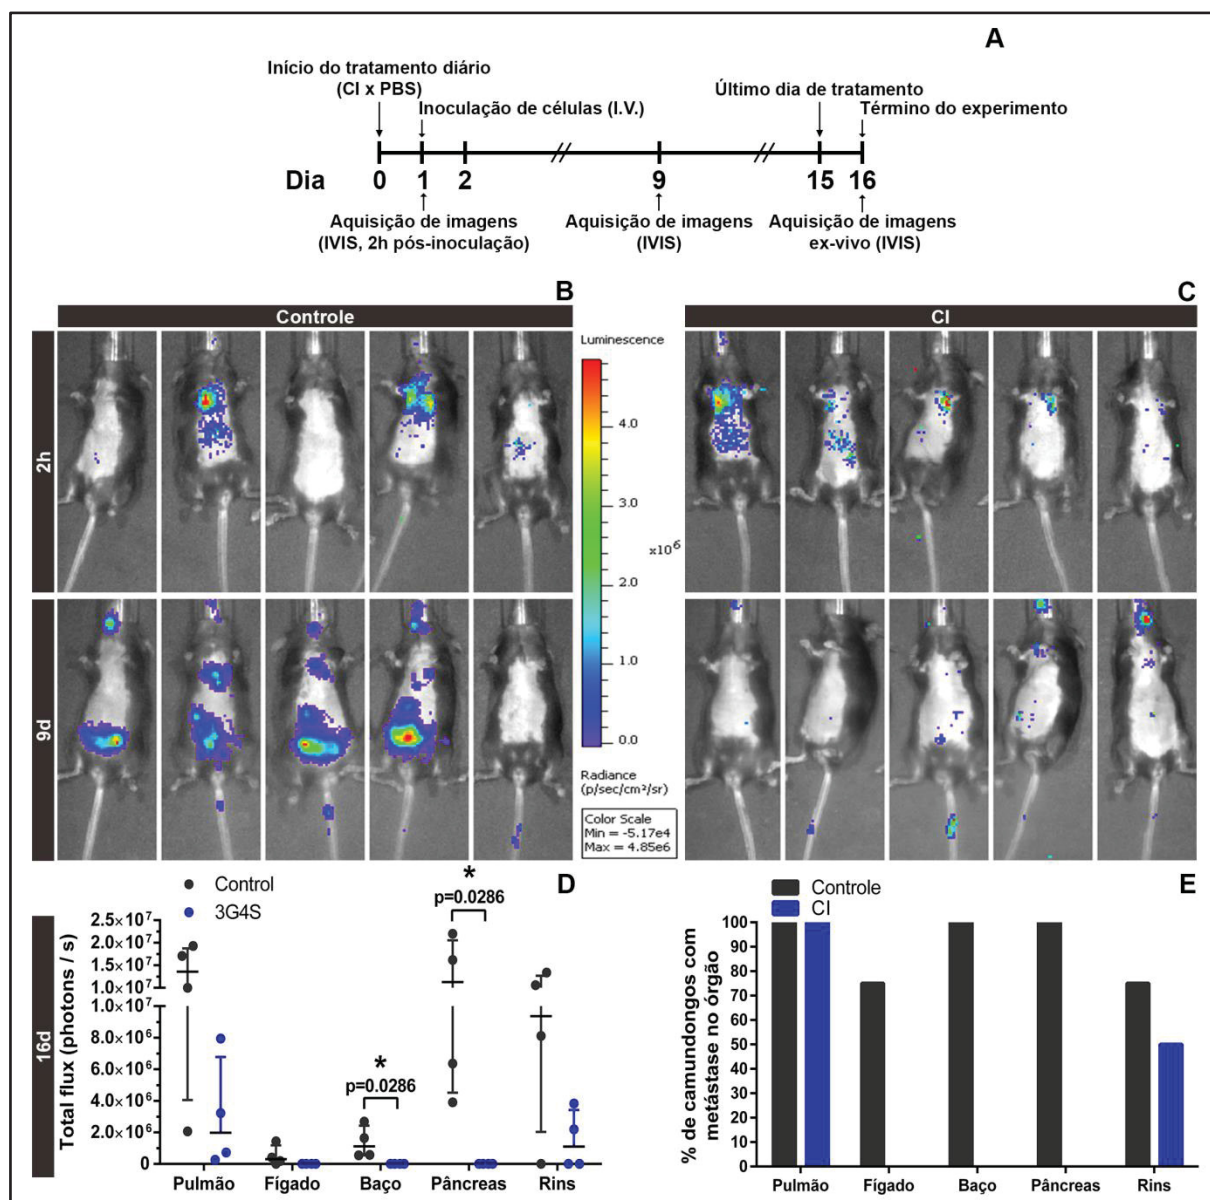 A
Início do tratamento diário
(CI x PBS)
Inoculação de células (I.V.)
Último dia de tratamento
Término do experimento
Dia 0 1 2 9 15 16
Aquisição de imagens
(IVIS, 2h pós-inoculação)
Aquisição de imagens
(IVIS)
Aquisição de imagens
ex-vivo (IVIS)
B
Controle
C
CI
2h
9d
Luminescence
4.0
3.0
x10⁶
2.0
1.0
0.0
Radiance
(p/sec/cm²/sr)
Color Scale
Min = -5.17e4
Max = 4.85e6
D
16d
Control
3G4S
Total flux (photons / s)
2.5×10⁷
2.0×10⁷
1.5×10⁷
1.0×10⁷
1.0×10⁷
8.0×10⁶
6.0×10⁶
4.0×10⁶
2.0×10⁶
0
*
p=0.0286
*
p=0.0286
Pulmão Fígado Baço Pâncreas Rins
E
Controle
CI
% de camundongos com
metástase no órgão
100
90
80
70
60
50
40
30
20
10
0
Pulmão Fígado Baço Pâncreas Rins